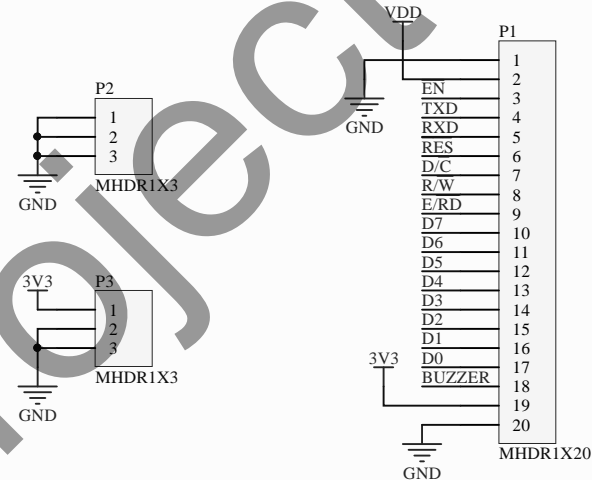 P2
1
2
3
GND
MHDR1X3
3V3
P3
1
2
3
GND
MHDR1X3
VDD
P1
GND
1
2
EN 3
TXD 4
RXD 5
RES 6
D/C 7
R/W 8
E/RD 9
D7 10
D6 11
D5 12
D4 13
D3 14
D2 15
D1 16
D0 17
BUZZER 18
3V3
19
20
GND
MHDR1X20
oject